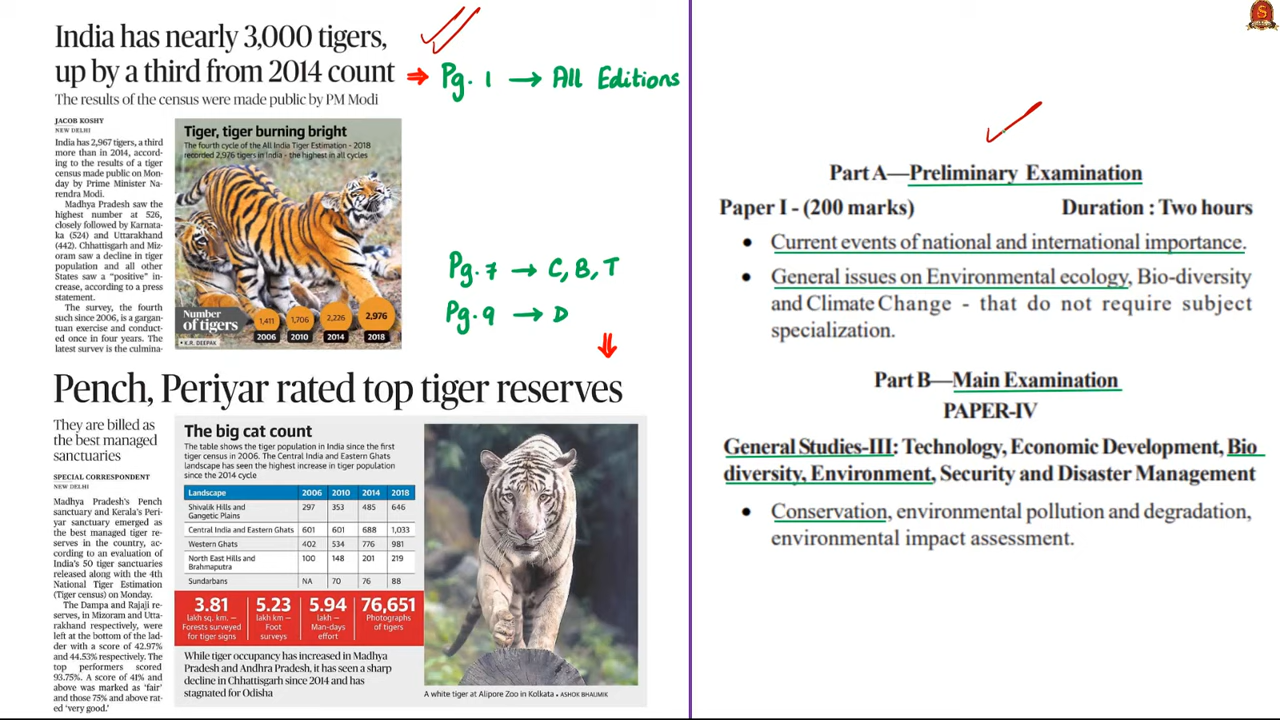 India has nearly 3,000 tigers,
up by a third from 2014 count
Pg. 1 → All Editions
The results of the census were made public by PM Modi
JACOB KOSHY
NEW DELHI
India has 2,967 tigers, a third
more than in 2014, accord-
ing to the results of a tiger
census made public on Mon-
day by Prime Minister Na-
rendra Modi.
Madhya Pradesh saw the
highest number at 526,
closely followed by Karnata-
ka (524) and Uttarakhand
(442). Chhattisgarh and Miz-
oram saw a decline in tiger
population and all other
States saw a "positive" in-
crease, according to a press
statement.
The survey, the fourth
such since 2006, is a gargan-
tuan exercise and conduct-
ed once in four years. The
latest survey is the culmina-
Tiger, tiger burning bright
The fourth cycle of the All India Tiger Estimation - 2018
recorded 2,976 tigers in India - the highest in all cycles
Number
of tigers
1,411 1,706 2,226 2,976
2006 2010 2014 2018
• K.R. DEEPAK
Pg. 7 → C, B, T
Pg. 9 → D
Pench, Periyar rated top tiger reserves
They are billed as
the best managed
sanctuaries
SPECIAL CORRESPONDENT
NEW DELHI
Madhya Pradesh's Pench
sanctuary and Kerala's Peri-
yar sanctuary emerged as
the best managed tiger re-
serves in the country, ac-
cording to an evaluation of
India's 50 tiger sanctuaries
released along with the 4th
National Tiger Estimation
(Tiger census) on Monday.
The Dampa and Rajaji re-
serves, in Mizoram and Utta-
rakhand respectively, were
left at the bottom of the lad-
der with a score of 42.97%
and 44.53% respectively. The
top performers scored
93.75%. A score of 41% and
above was marked as 'fair'
and those 75% and above rat-
ed 'very good.'
The big cat count
The table shows the tiger population in India since the first
tiger census in 2006. The Central India and Eastern Ghats
landscape has seen the highest increase in tiger population
since the 2014 cycle
Landscape 2006 2010 2014 2018
Shivalik Hills and
Gangetic Plains 297 353 485 646
Central India and Eastern Ghats 601 601 688 1,033
Western Ghats 402 534 776 981
North East Hills and
Brahmaputra 100 148 201 219
Sundarbans NA 70 76 88
3.81 5.23 5.94 76,651
lakh sq. km. – lakh km – lakh – Photographs
Forests surveyed Foot Man-days of tigers
for tiger signs surveys effort
While tiger occupancy has increased in Madhya
Pradesh and Andhra Pradesh, it has seen a sharp
decline in Chhattisgarh since 2014 and has
stagnated for Odisha
A white tiger at Alipore Zoo in Kolkata • ASHOK BHAUMIK
Part A—Preliminary Examination
Paper I - (200 marks) Duration : Two hours
• Current events of national and international importance.
• General issues on Environmental ecology, Bio-diversity
and Climate Change - that do not require subject
specialization.
Part B—Main Examination
PAPER-IV
General Studies-III: Technology, Economic Development, Bio
diversity, Environment, Security and Disaster Management
• Conservation, environmental pollution and degradation,
environmental impact assessment.